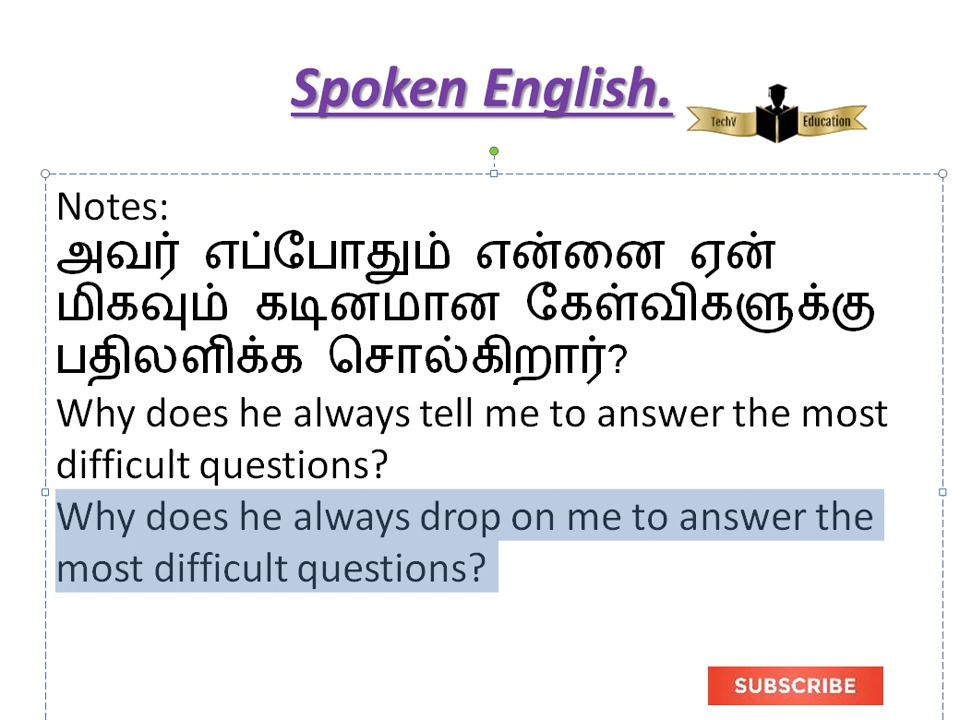 Spoken English.
TechV Education
Notes:
அவர் எப்போதும் என்னை ஏன்
மிகவும் கடினமான கேள்விகளுக்கு
பதிலளிக்க சொல்கிறார்?
Why does he always tell me to answer the most
difficult questions?
Why does he always drop on me to answer the
most difficult questions?
SUBSCRIBE